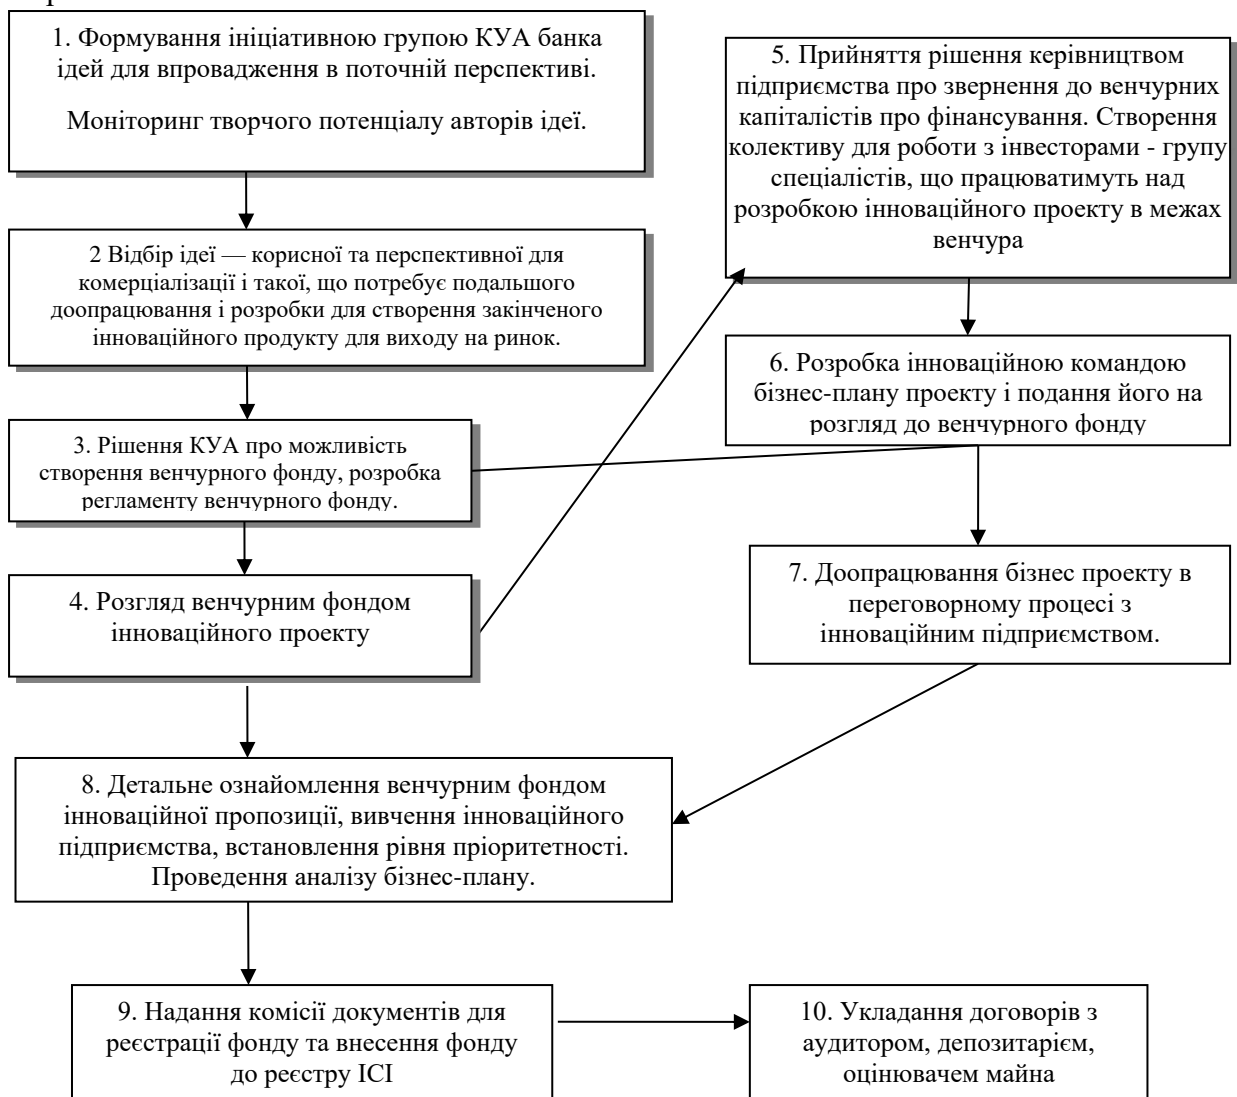 1. Формування ініціативною групою КУА банка
ідей для впровадження в поточній перспективі.
Моніторинг творчого потенціалу авторів ідеї.
2 Відбір ідеї — корисної та перспективної для
комерціалізації і такої, що потребує подальшого
доопрацювання і розробки для створення закінченого
інноваційного продукту для виходу на ринок.
3. Рішення КУА про можливість
створення венчурного фонду, розробка
регламенту венчурного фонду.
4. Розгляд венчурним фондом
інноваційного проекту
5. Прийняття рішення керівництвом
підприємства про звернення до венчурних
капіталістів про фінансування. Створення
колективу для роботи з інвесторами - групу
спеціалістів, що працюватимуть над
розробкою інноваційного проекту в межах
венчура
6. Розробка інноваційною командою
бізнес-плану проекту і подання його на
розгляд до венчурного фонду
7. Доопрацювання бізнес проекту в
переговорному процесі з
інноваційним підприємством.
8. Детальне ознайомлення венчурним фондом
інноваційної пропозиції, вивчення інноваційного
підприємства, встановлення рівня пріоритетності.
Проведення аналізу бізнес-плану.
9. Надання комісії документів для
реєстрації фонду та внесення фонду
до реєстру ІСІ
10. Укладання договорів з
аудитором, депозитарієм,
оцінювачем майна